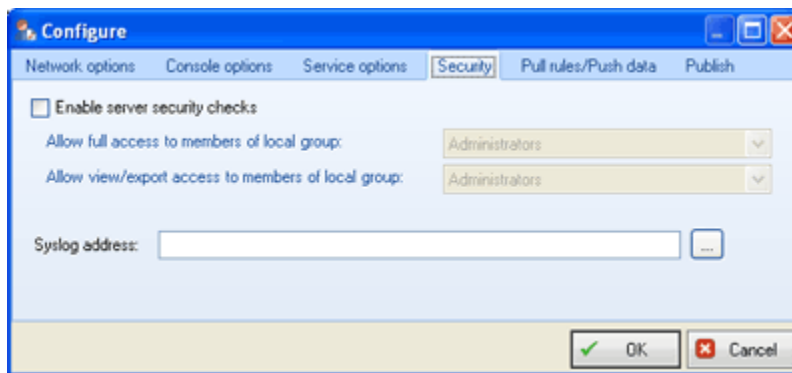 Configure
Network options Console options Service options Security Pull rules/Push data Publish
Enable server security checks
Allow full access to members of local group: Administrators
Allow view/export access to members of local group: Administrators
Syslog address: ...
OK Cancel